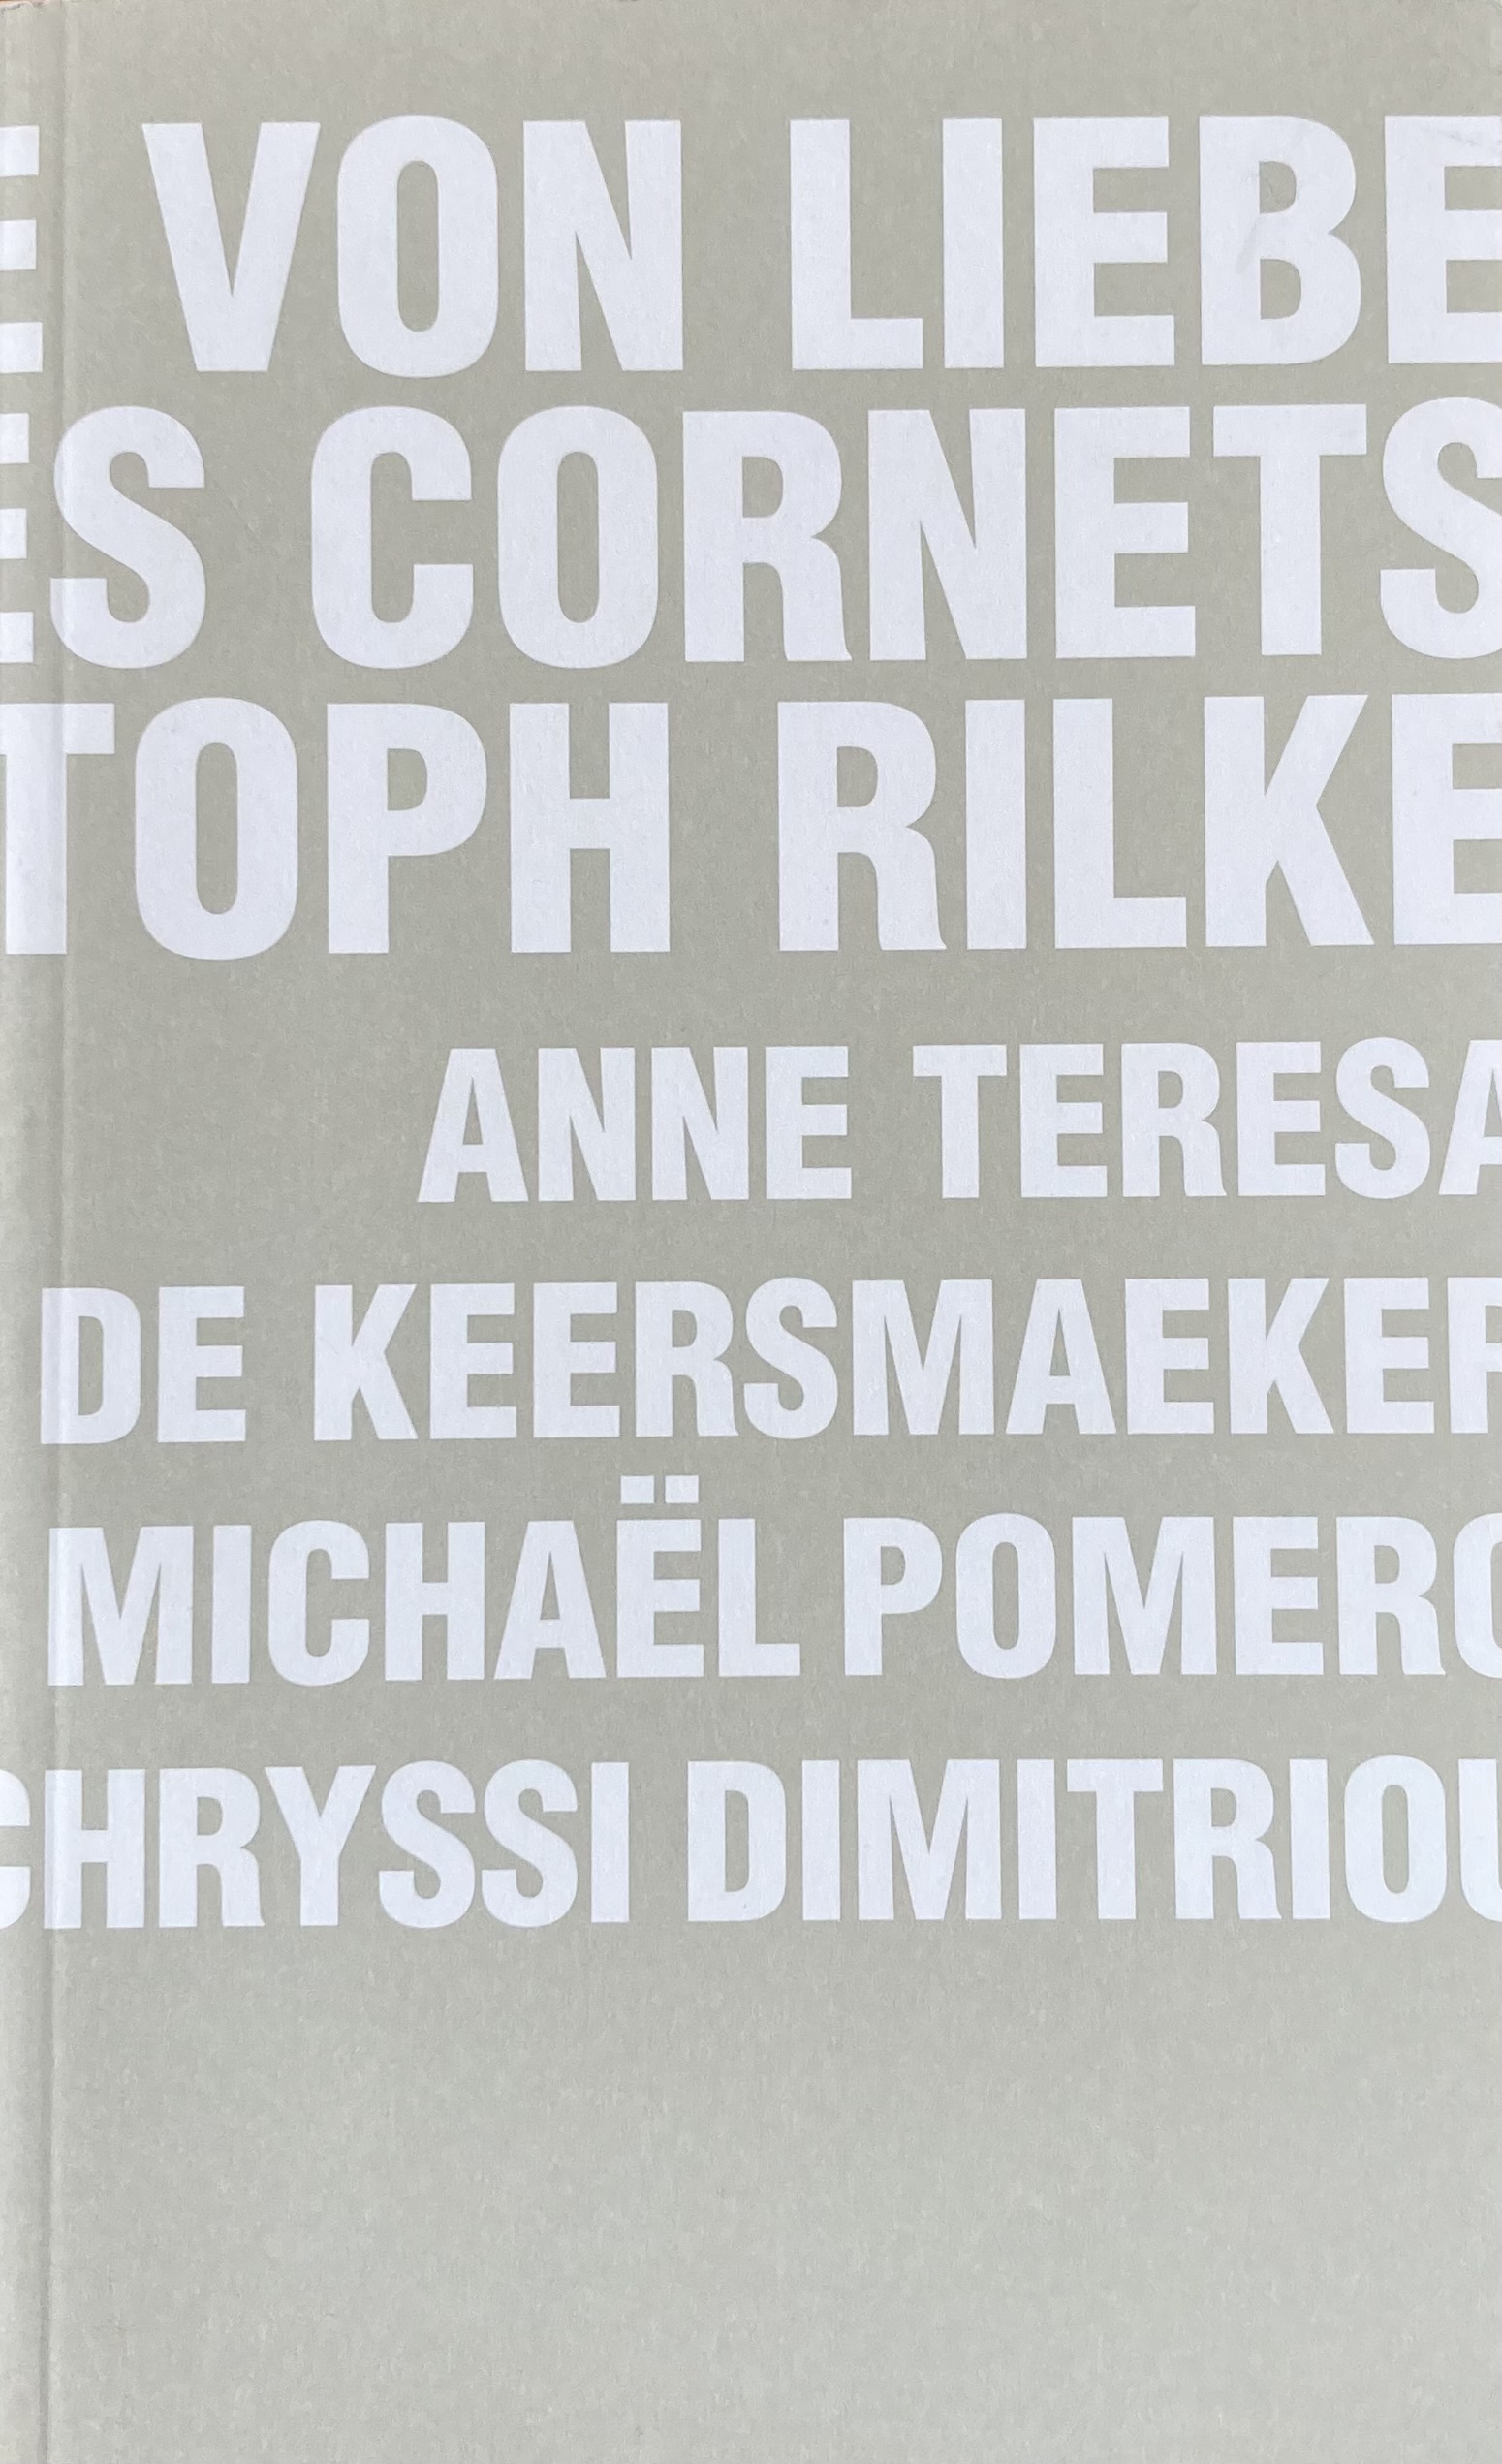 E VON LIEBE
ES CORNETS
TOPH RILKE
ANNE TERESA
DE KEERSMAEKER
MICHAËL POMERO
CHRYSSI DIMITRIOU